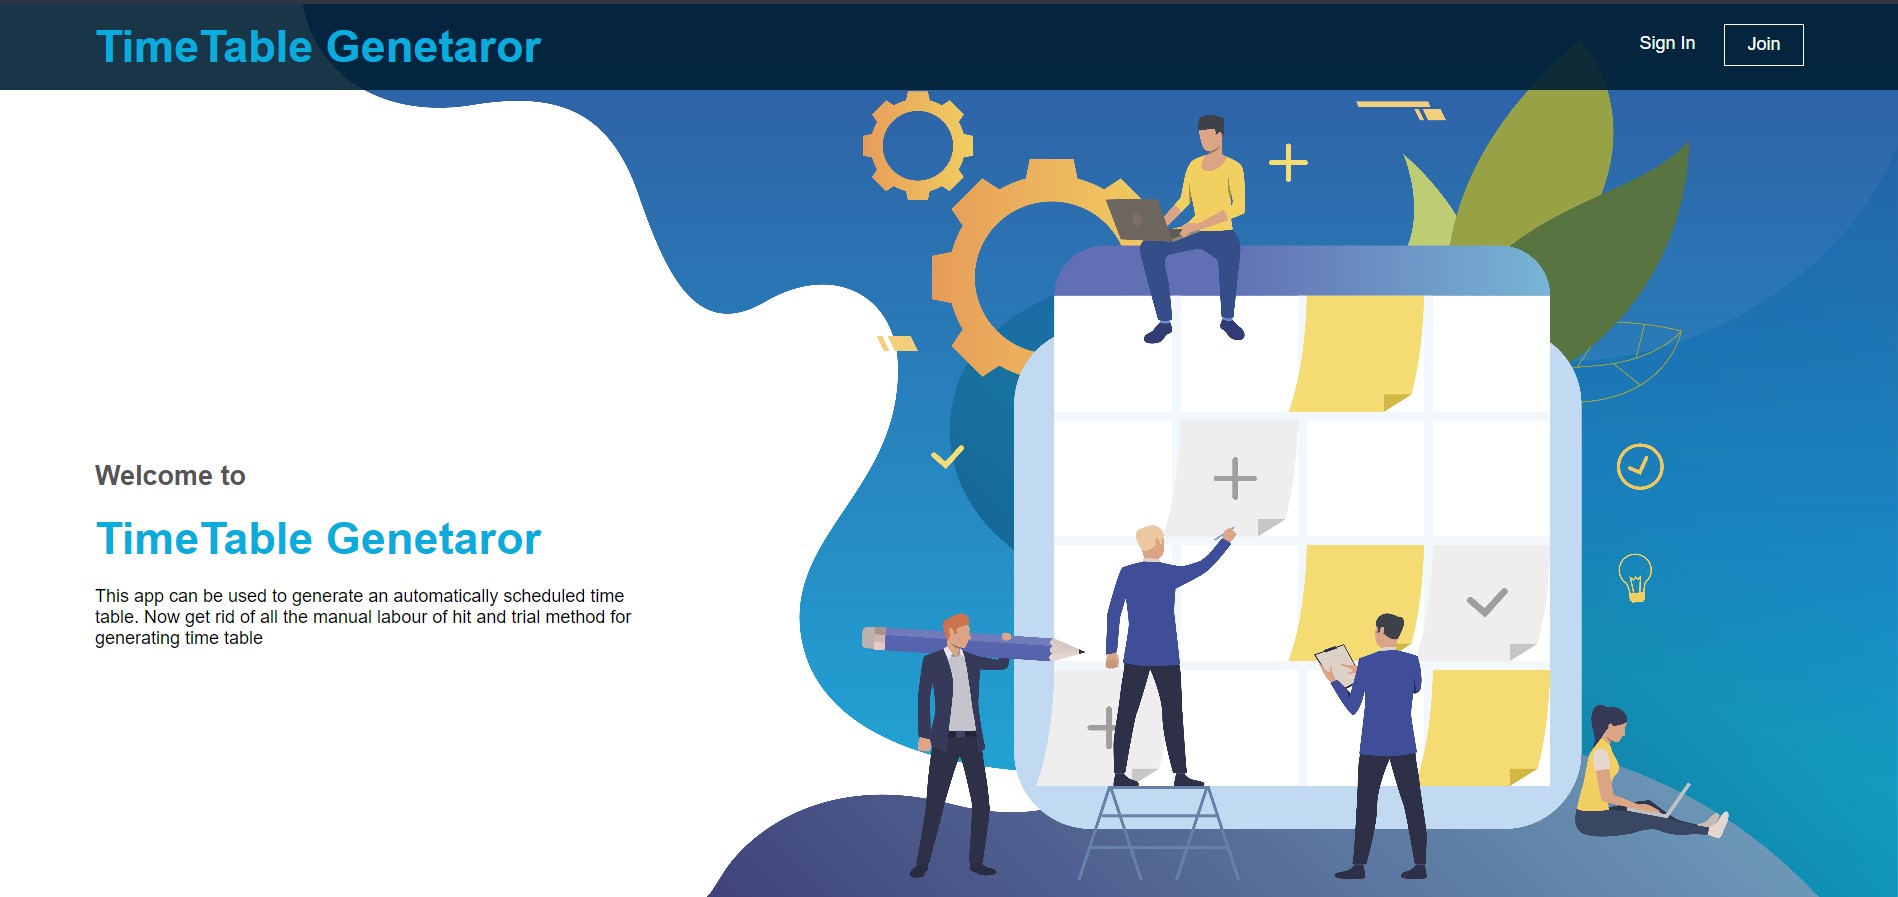 TimeTable Genetaror
Sign In
Join
Welcome to
TimeTable Genetaror
This app can be used to generate an automatically scheduled time
table. Now get rid of all the manual labour of hit and trial method for
generating time table